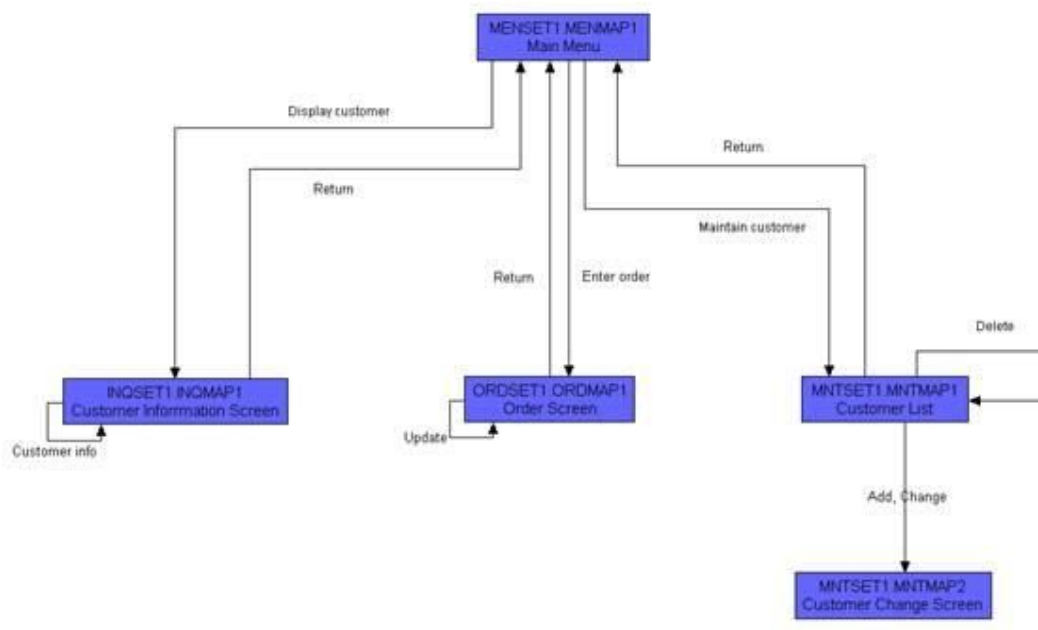 MENSET1.MENMAP1
Main Menu
Display customer
Return
Return
Maintain customer
Return
Enter order
Delete
INQSET1.INQMAP1
Customer Information Screen
ORDSET1.ORDMAP1
Order Screen
MNTSET1.MNTMAP1
Customer List
Customer info
Update
Add, Change
MNTSET1.MNTMAP2
Customer Change Screen